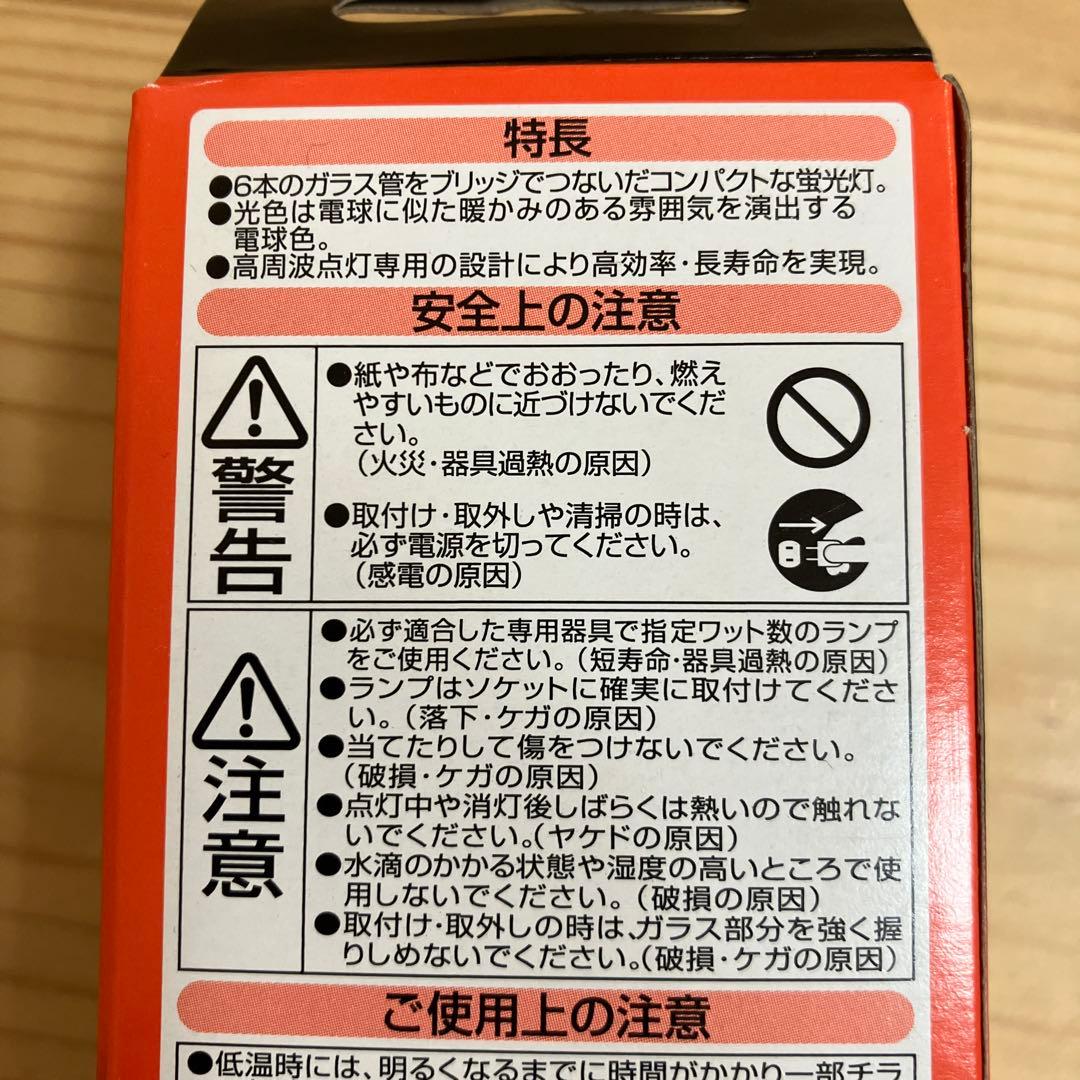 特長
●6本のガラス管をブリッジでつないだコンパクトな蛍光灯。
●光色は電球に似た暖かみのある雰囲気を演出する
電球色。
●高周波点灯専用の設計により高効率・長寿命を実現。
安全上の注意
警告
●紙や布などでおおったり、燃え
やすいものに近づけないでくだ
さい。
(火災・器具過熱の原因)
●取付け・取外しや清掃の時は、
必ず電源を切ってください。
(感電の原因)
注意
●必ず適合した専用器具で指定ワット数のランプ
をご使用ください。(短寿命・器具過熱の原因)
●ランプはソケットに確実に取付けてくださ
い。(落下・ケガの原因)
●当てたりして傷をつけないでください。
(破損・ケガの原因)
●点灯中や消灯後しばらくは熱いので触れな
いでください。(ヤケドの原因)
●水滴のかかる状態や湿度の高いところで使
用しないでください。(破損の原因)
●取付け・取外しの時は、ガラス部分を強く握
りしめないでください。(破損・ケガの原因)
ご使用上の注意
●低温時には、明るくなるまでに時間がかかり一部チラ